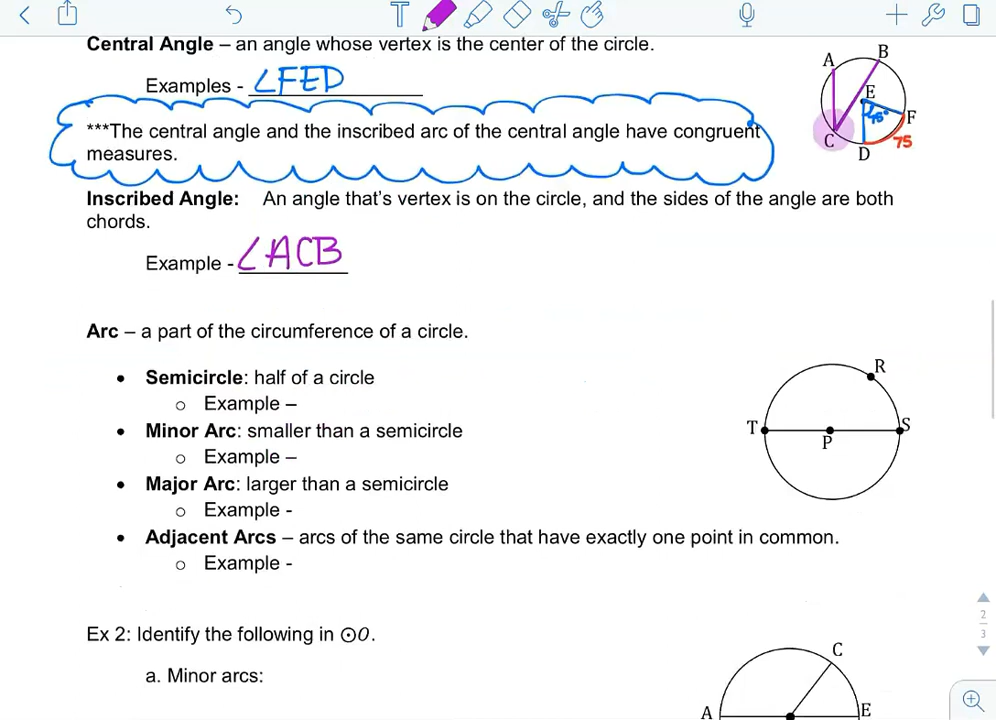 Central Angle – an angle whose vertex is the center of the circle.
Examples - ∠FED
***The central angle and the inscribed arc of the central angle have congruent
measures.
Inscribed Angle: An angle that's vertex is on the circle, and the sides of the angle are both
chords.
Example - ∠ACB
A
B
E
F
75°
C
D
75
Arc – a part of the circumference of a circle.
• Semicircle: half of a circle
o Example –
• Minor Arc: smaller than a semicircle
o Example –
• Major Arc: larger than a semicircle
o Example -
• Adjacent Arcs – arcs of the same circle that have exactly one point in common.
o Example -
R
T
S
P
Ex 2: Identify the following in ⊙O.
a. Minor arcs:
C
A
E
2
3
T